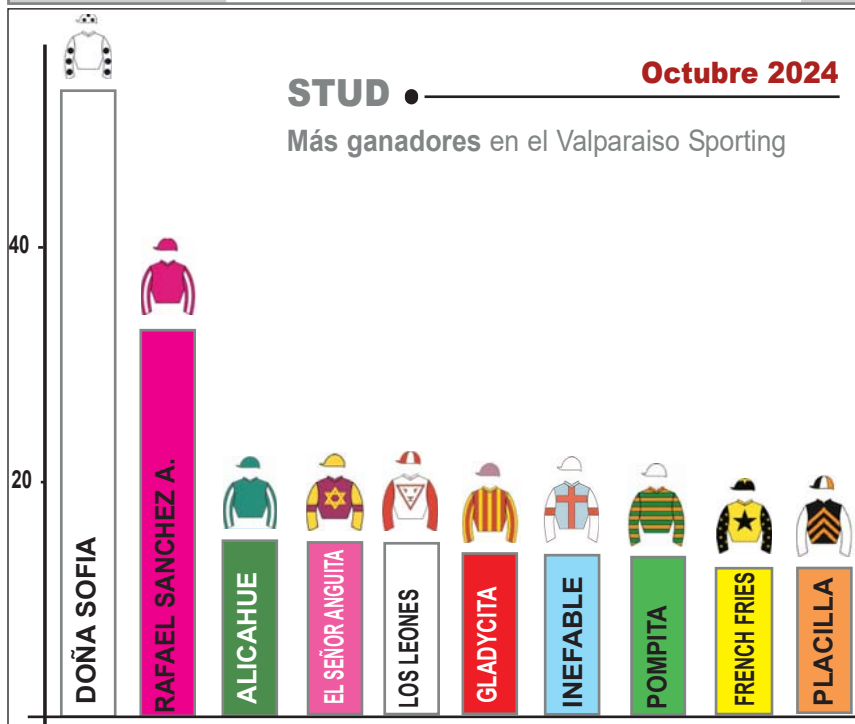 Octubre 2024
STUD
Más ganadores en el Valparaiso Sporting
40
20
DOÑA SOFIA
RAFAEL SANCHEZ A.
ALICAHUE
EL SEÑOR ANGUITA
LOS LEONES
GLADYCITA
INEFABLE
POMPITA
FRENCH FRIES
PLACILLA